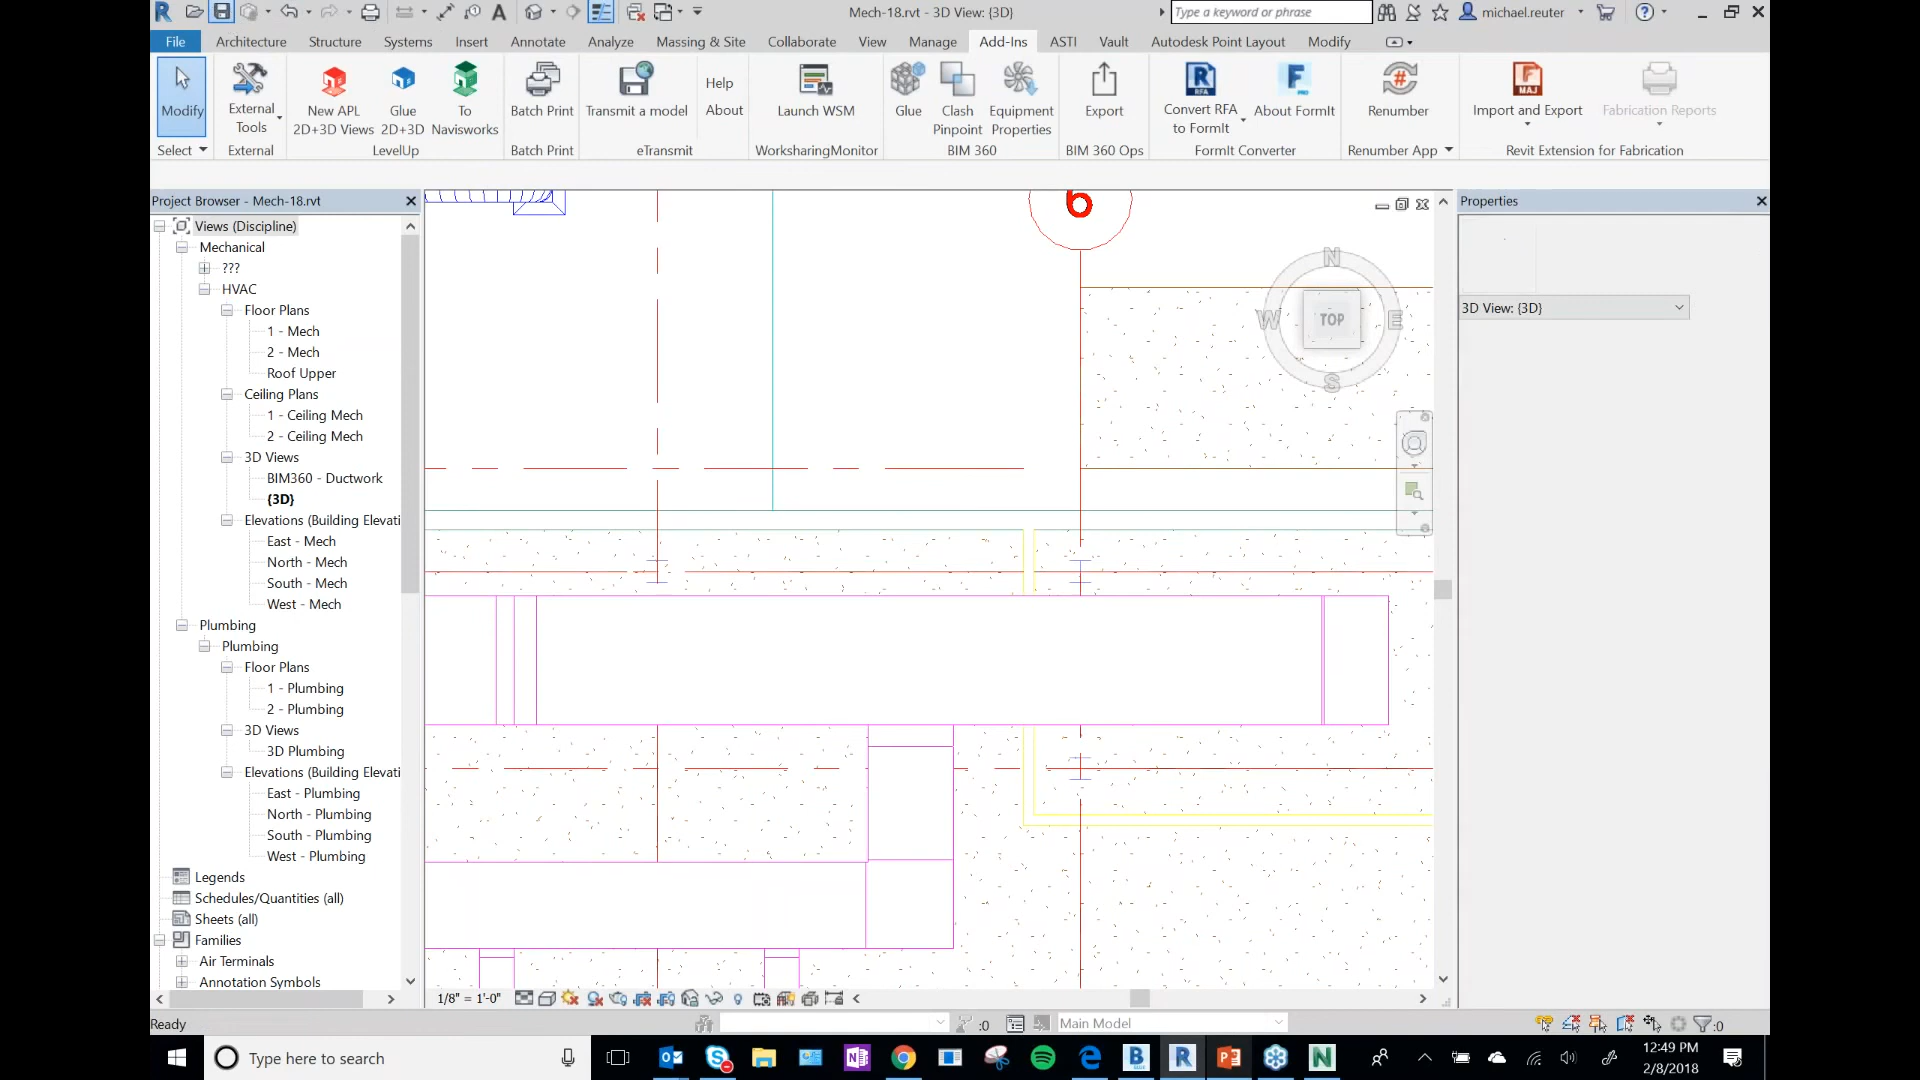 Mech-18.rvt - 3D View: {3D}
Type a keyword or phrase
michael.reuter
File
Architecture
Structure
Systems
Insert
Annotate
Analyze
Massing & Site
Collaborate
View
Manage
Add-Ins
ASTI
Vault
Autodesk Point Layout
Modify
Modify
External
Tools
New APL
2D+3D Views
Glue
2D+3D
To
Navisworks
Batch Print
Transmit a model
Help
About
Launch WSM
Glue
Clash
Pinpoint
Equipment
Properties
Export
Convert RFA
to FormIt
About FormIt
Renumber
Import and Export
Fabrication Reports
Select
External
LevelUp
Batch Print
eTransmit
WorksharingMonitor
BIM 360
BIM 360 Ops
FormIt Converter
Renumber App
Revit Extension for Fabrication
Project Browser - Mech-18.rvt
Views (Discipline)
Mechanical
???
HVAC
Floor Plans
1 - Mech
2 - Mech
Roof Upper
Ceiling Plans
1 - Ceiling Mech
2 - Ceiling Mech
3D Views
BIM360 - Ductwork
{3D}
Elevations (Building Elevati
East - Mech
North - Mech
South - Mech
West - Mech
Plumbing
Plumbing
Floor Plans
1 - Plumbing
2 - Plumbing
3D Views
3D Plumbing
Elevations (Building Elevati
East - Plumbing
North - Plumbing
South - Plumbing
West - Plumbing
Legends
Schedules/Quantities (all)
Sheets (all)
Families
Air Terminals
Annotation Symbols
6
N
W
TOP
E
S
Properties
3D View: {3D}
1/8" = 1'-0"
Ready
:0
Main Model
:0
Type here to search
12:49 PM
2/8/2018